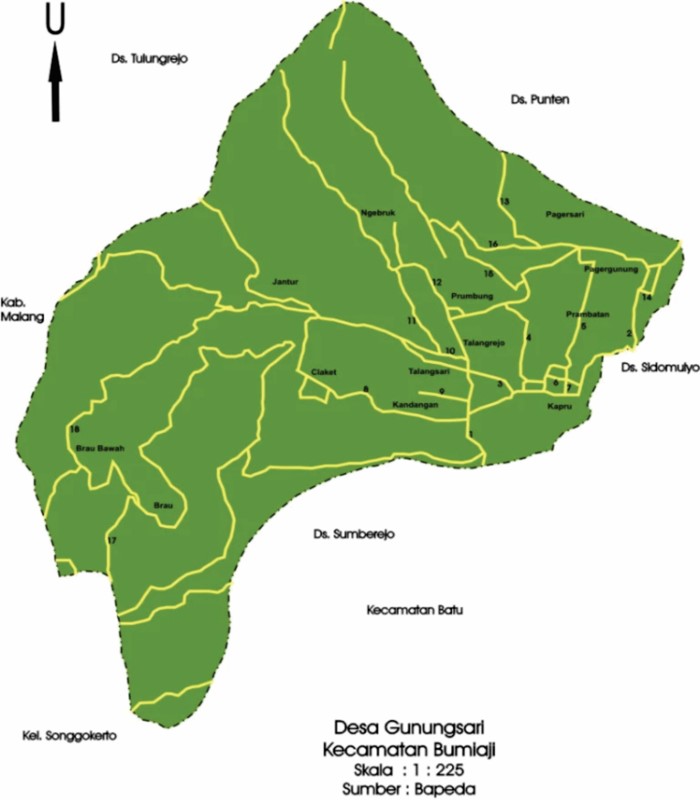 U
Ds. Tulungrejo
Ds. Punten
13
Ngebruk
Pagersari
16
Pagergunung
18
12
Jantur
Prumbung
14
Kab.
Malang
Prambatan
11
5
2
4
Talangrejo
10
Ds. Sidomulyo
Claket
Talangsari
3
6
7
8
9
Kandangan
Kapru
18
1
Brau Bawah
Brau
17
Ds. Sumberejo
Kecamatan Batu
Kel. Songgokerto
Desa Gunungsari
Kecamatan Bumiaji
Skala : 1 : 225
Sumber : Bapeda